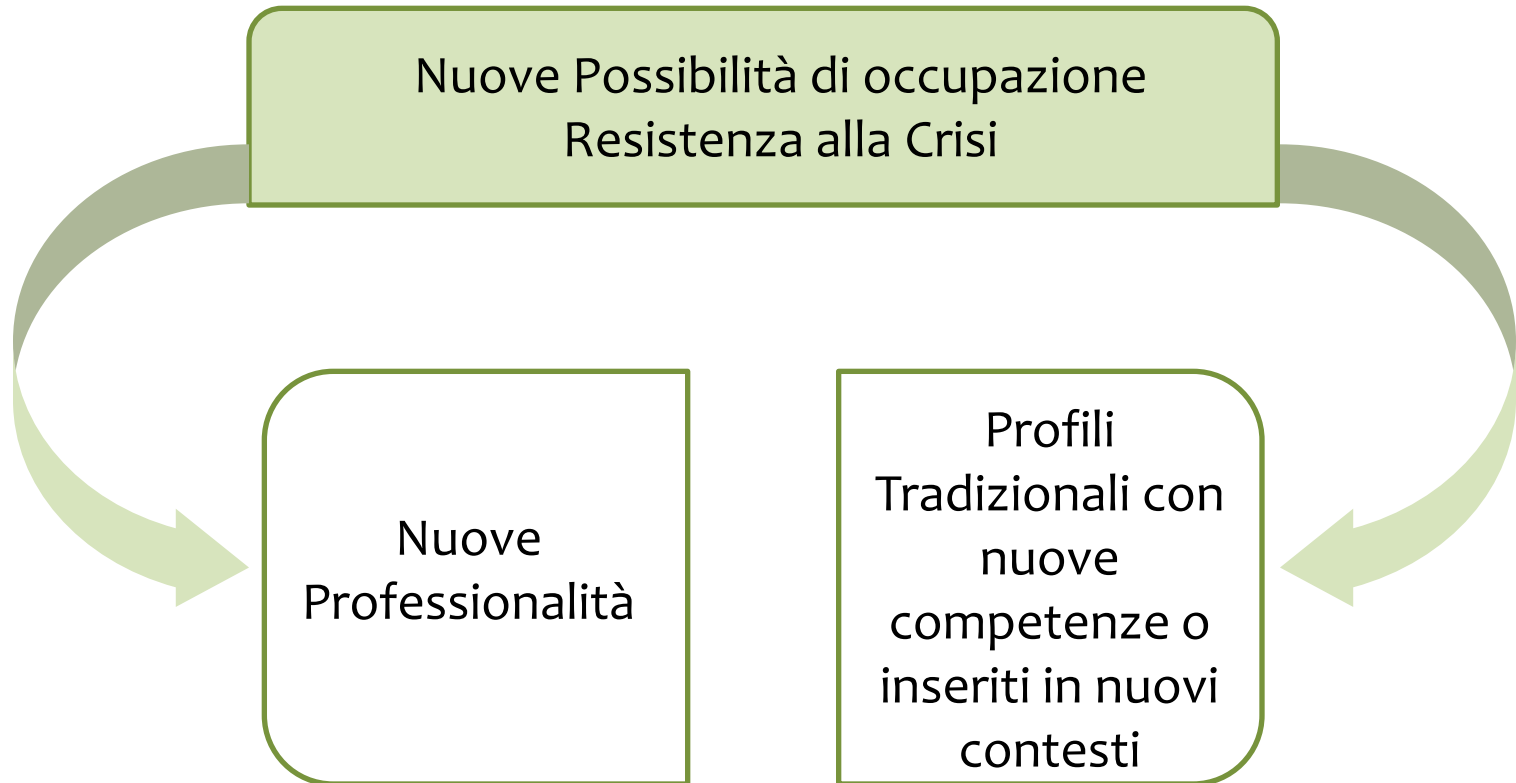 Nuove Possibilità di occupazione
Resistenza alla Crisi
Nuove
Professionalità
Profili
Tradizionali con
nuove
competenze o
inseriti in nuovi
contesti